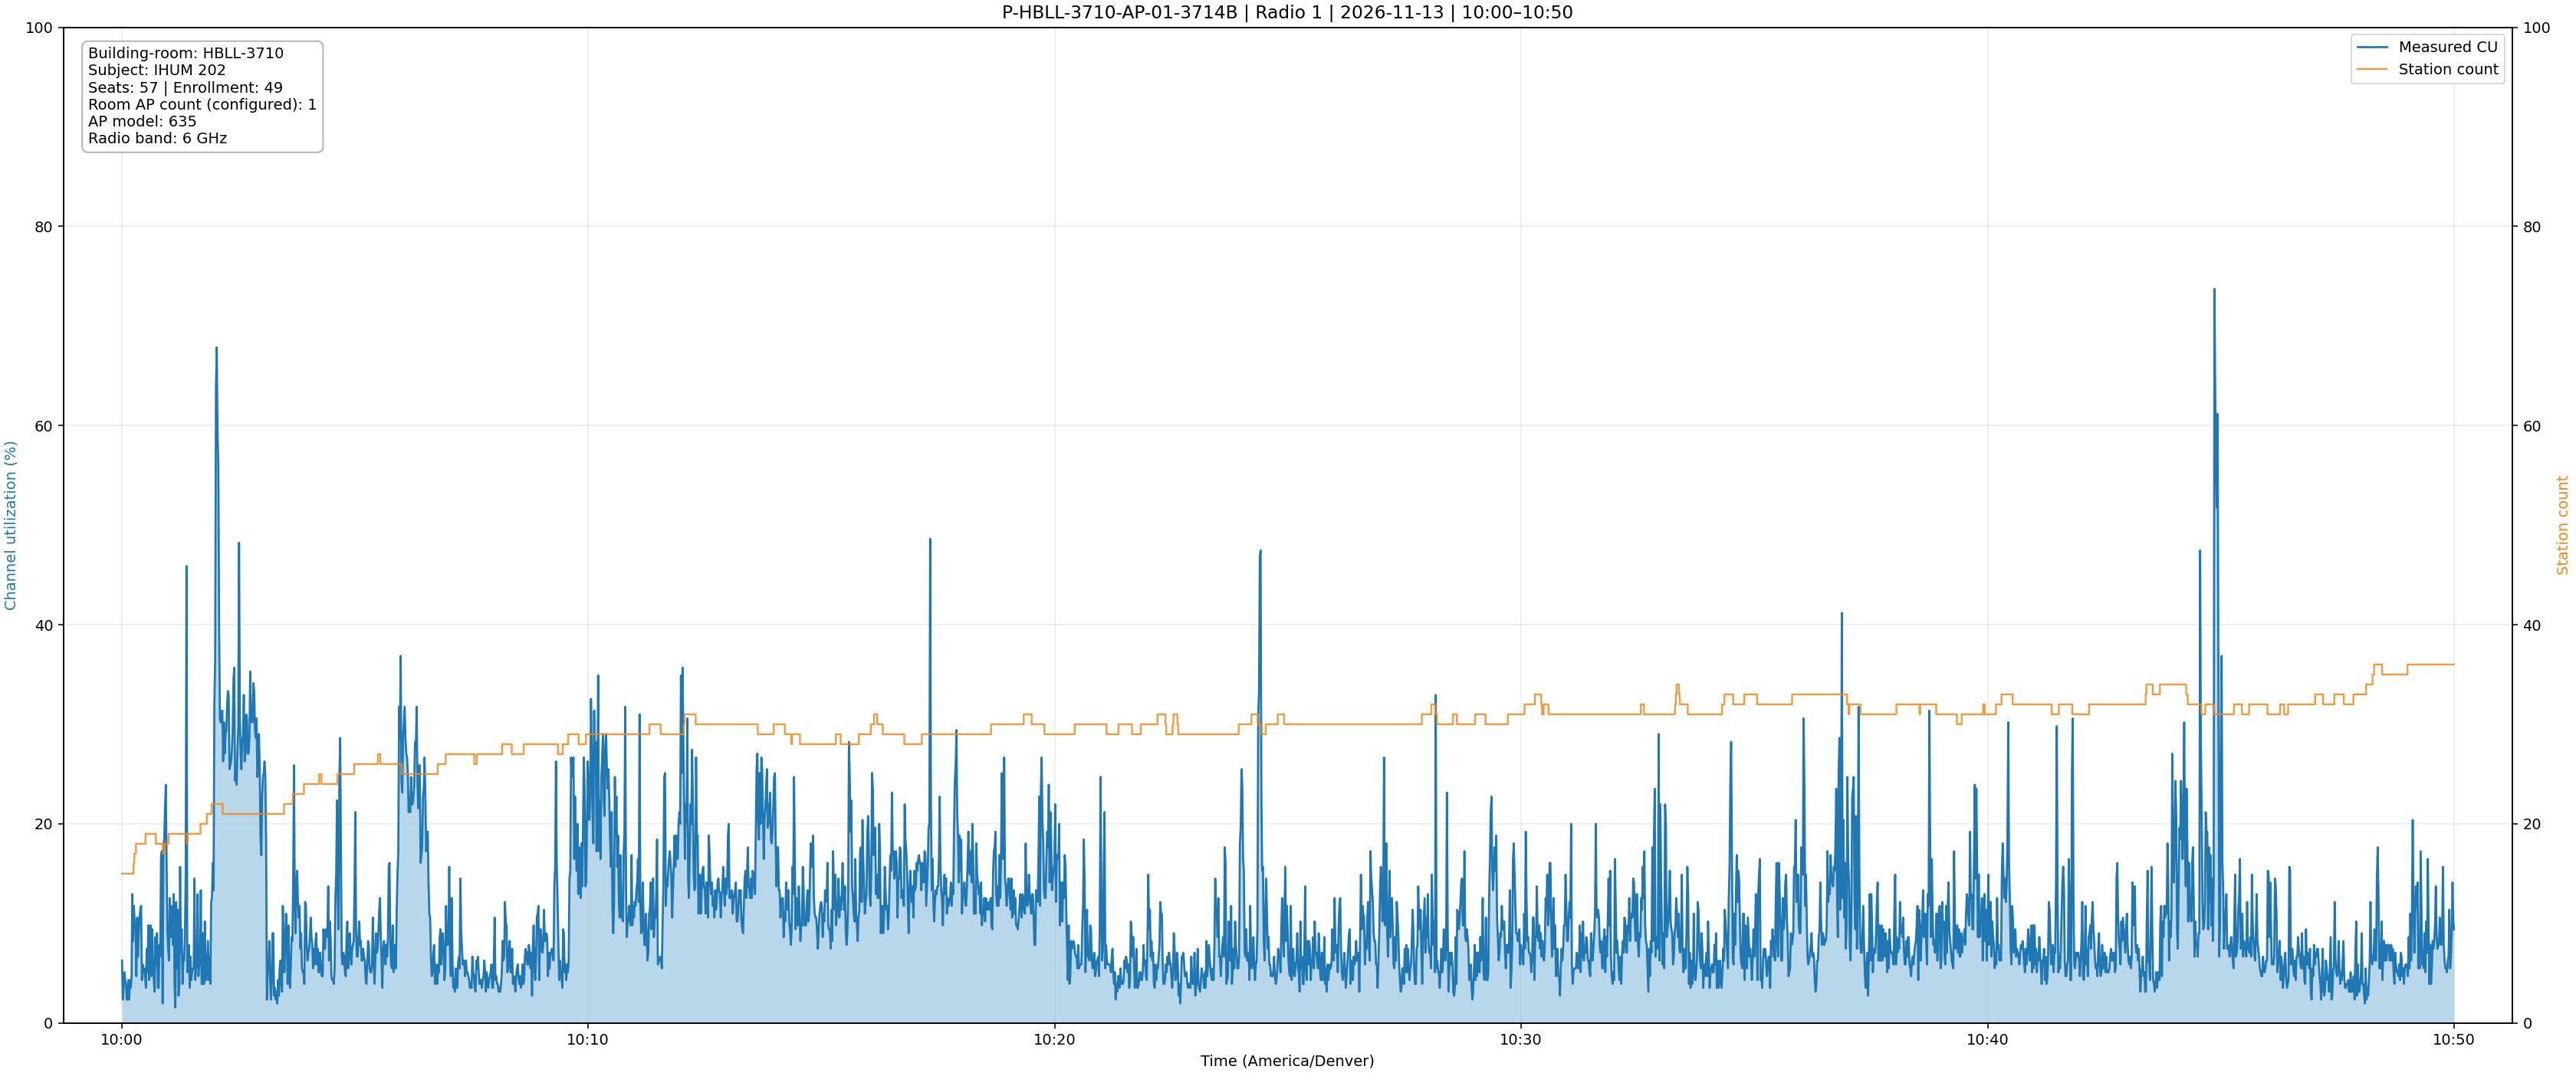 P-HBLL-3710-AP-01-3714B | Radio 1 | 2026-11-13 | 10:00–10:50
Building-room: HBLL-3710
Subject: IHUM 202
Seats: 57 | Enrollment: 49
Room AP count (configured): 1
AP model: 635
Radio band: 6 GHz
Measured CU
Station count
100
80
60
40
20
0
Channel utilization (%)
100
80
60
40
20
0
Station count
10:00
10:10
10:20
10:30
10:40
10:50
Time (America/Denver)